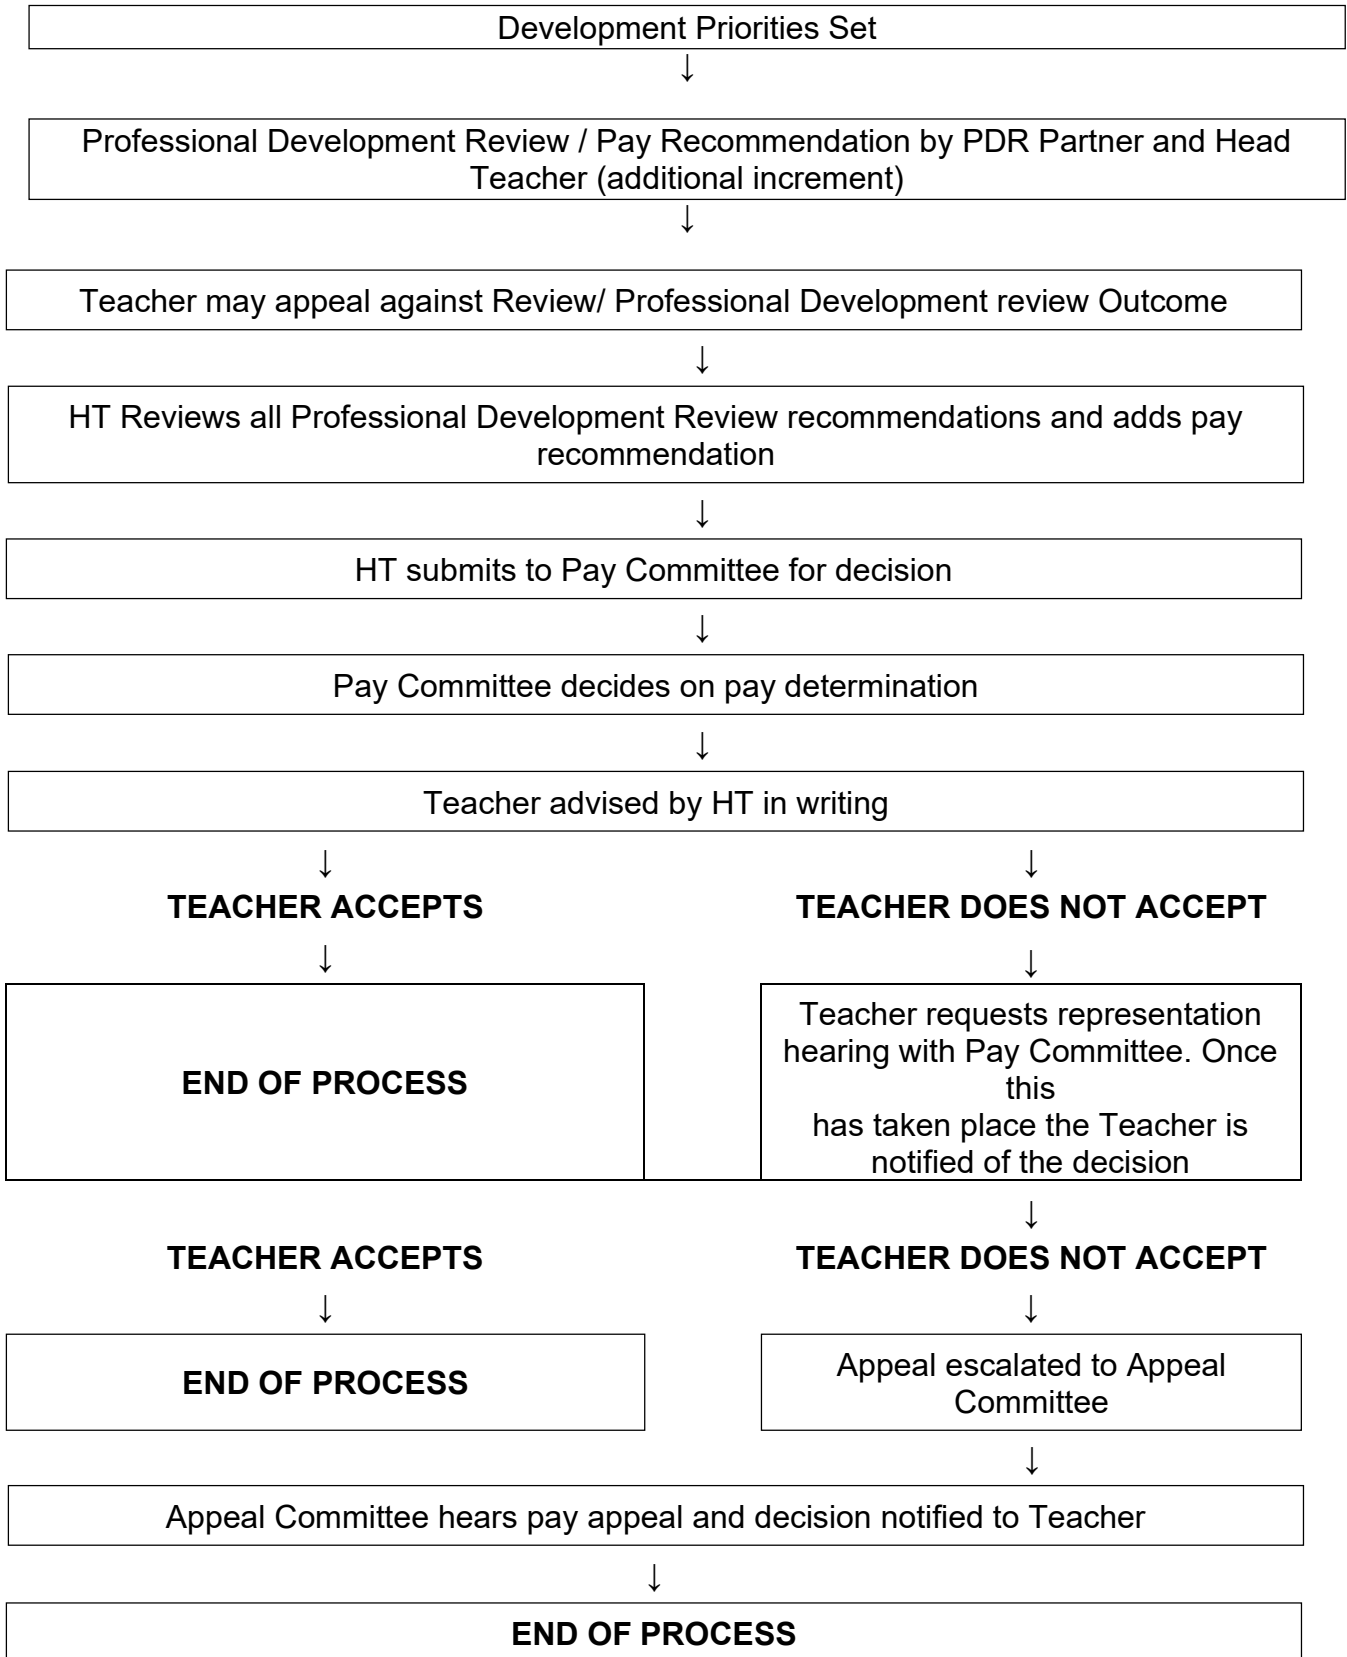 Development Priorities Set
↓
Professional Development Review / Pay Recommendation by PDR Partner and Head
Teacher (additional increment)
↓
Teacher may appeal against Review/ Professional Development review Outcome
↓
HT Reviews all Professional Development Review recommendations and adds pay
recommendation
↓
HT submits to Pay Committee for decision
↓
Pay Committee decides on pay determination
↓
Teacher advised by HT in writing
↓ ↓
TEACHER ACCEPTS TEACHER DOES NOT ACCEPT
↓ ↓
END OF PROCESS
Teacher requests representation
hearing with Pay Committee. Once
this
has taken place the Teacher is
notified of the decision
↓
TEACHER ACCEPTS TEACHER DOES NOT ACCEPT
↓ ↓
END OF PROCESS
Appeal escalated to Appeal
Committee
↓
Appeal Committee hears pay appeal and decision notified to Teacher
↓
END OF PROCESS